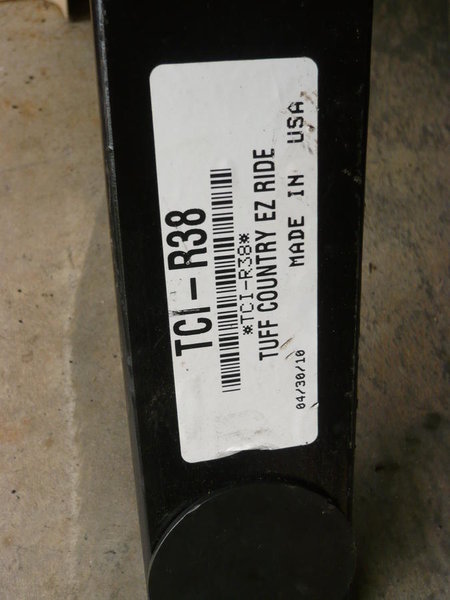 TCI-R38
*TCI-R38*
TUFF COUNTRY EZ RIDE
04/30/10 MADE IN USA